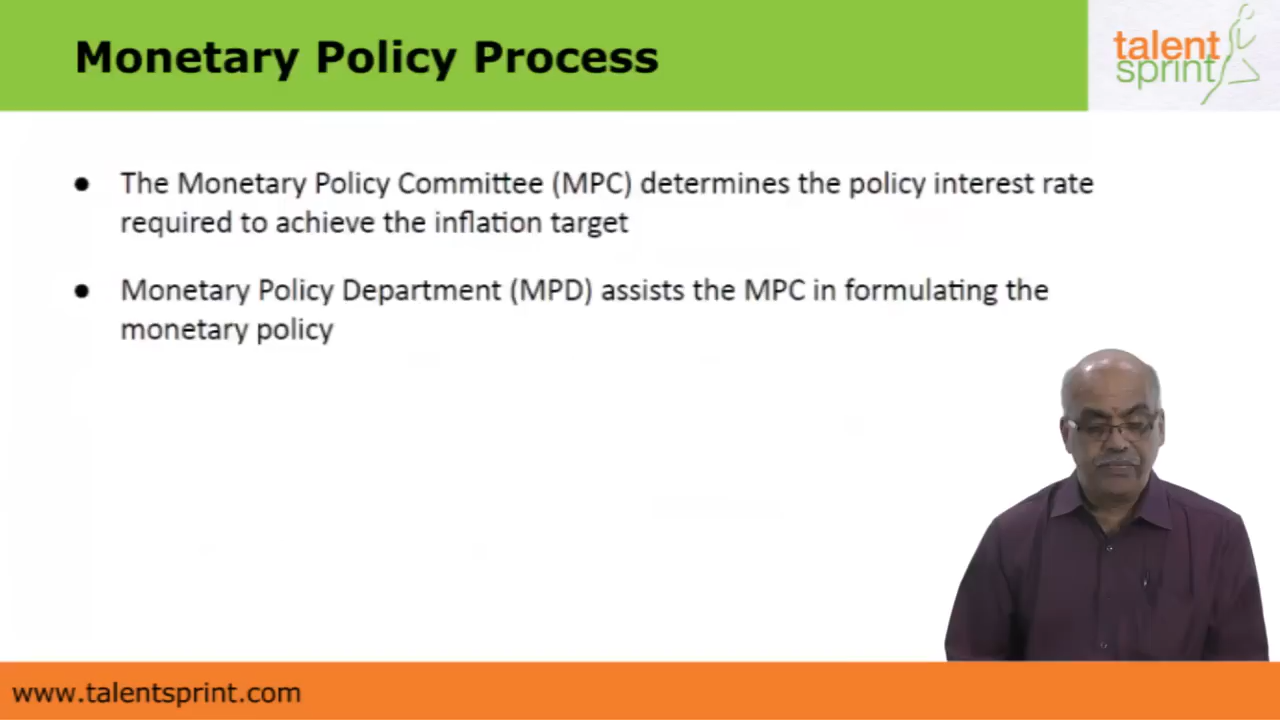 Monetary Policy Process
talent
sprint
● The Monetary Policy Committee (MPC) determines the policy interest rate
required to achieve the inflation target
● Monetary Policy Department (MPD) assists the MPC in formulating the
monetary policy
www.talentsprint.com